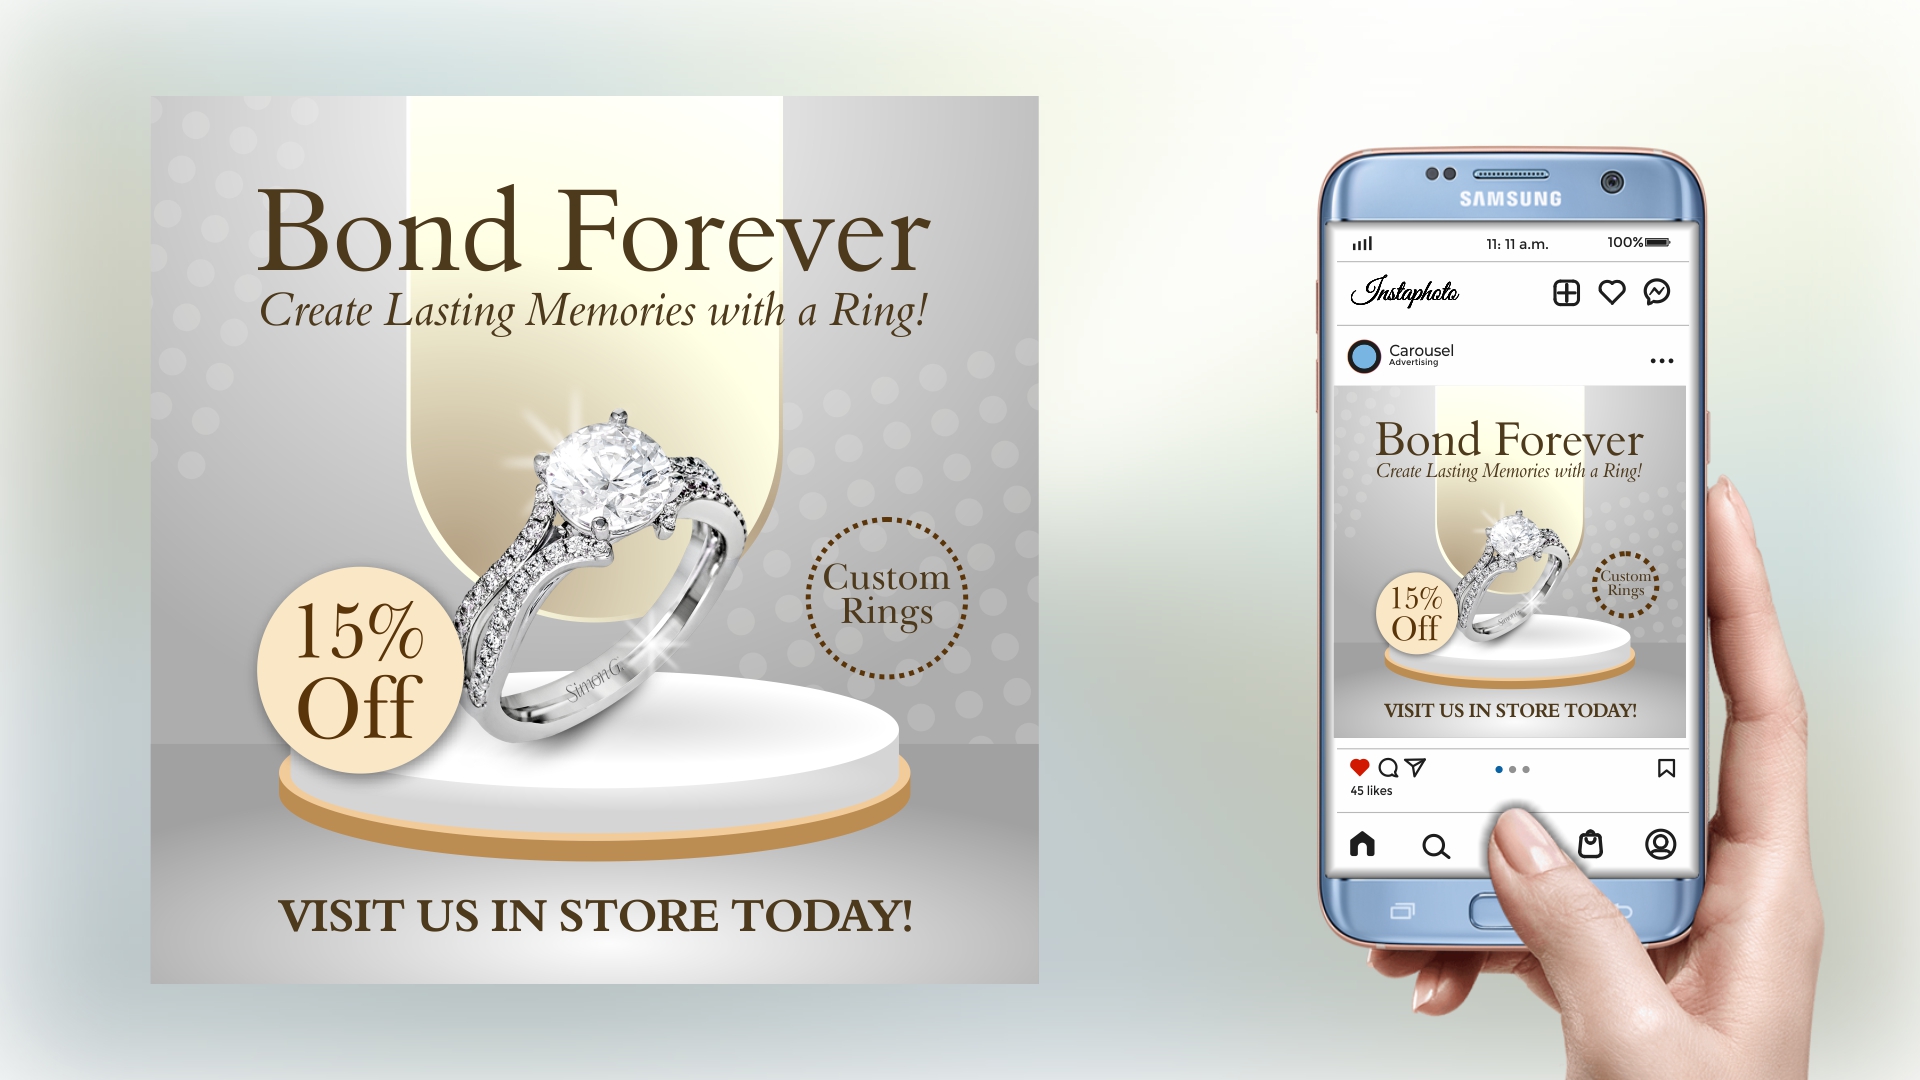 Bond Forever
Create Lasting Memories with a Ring!
15%
Off
Custom
Rings
Simon G.
VISIT US IN STORE TODAY!
SAMSUNG
11: 11 a.m.
100%
Instaphoto
Carousel
Advertising
Bond Forever
Create Lasting Memories with a Ring!
15%
Off
Custom
Rings
Simon G.
VISIT US IN STORE TODAY!
45 likes